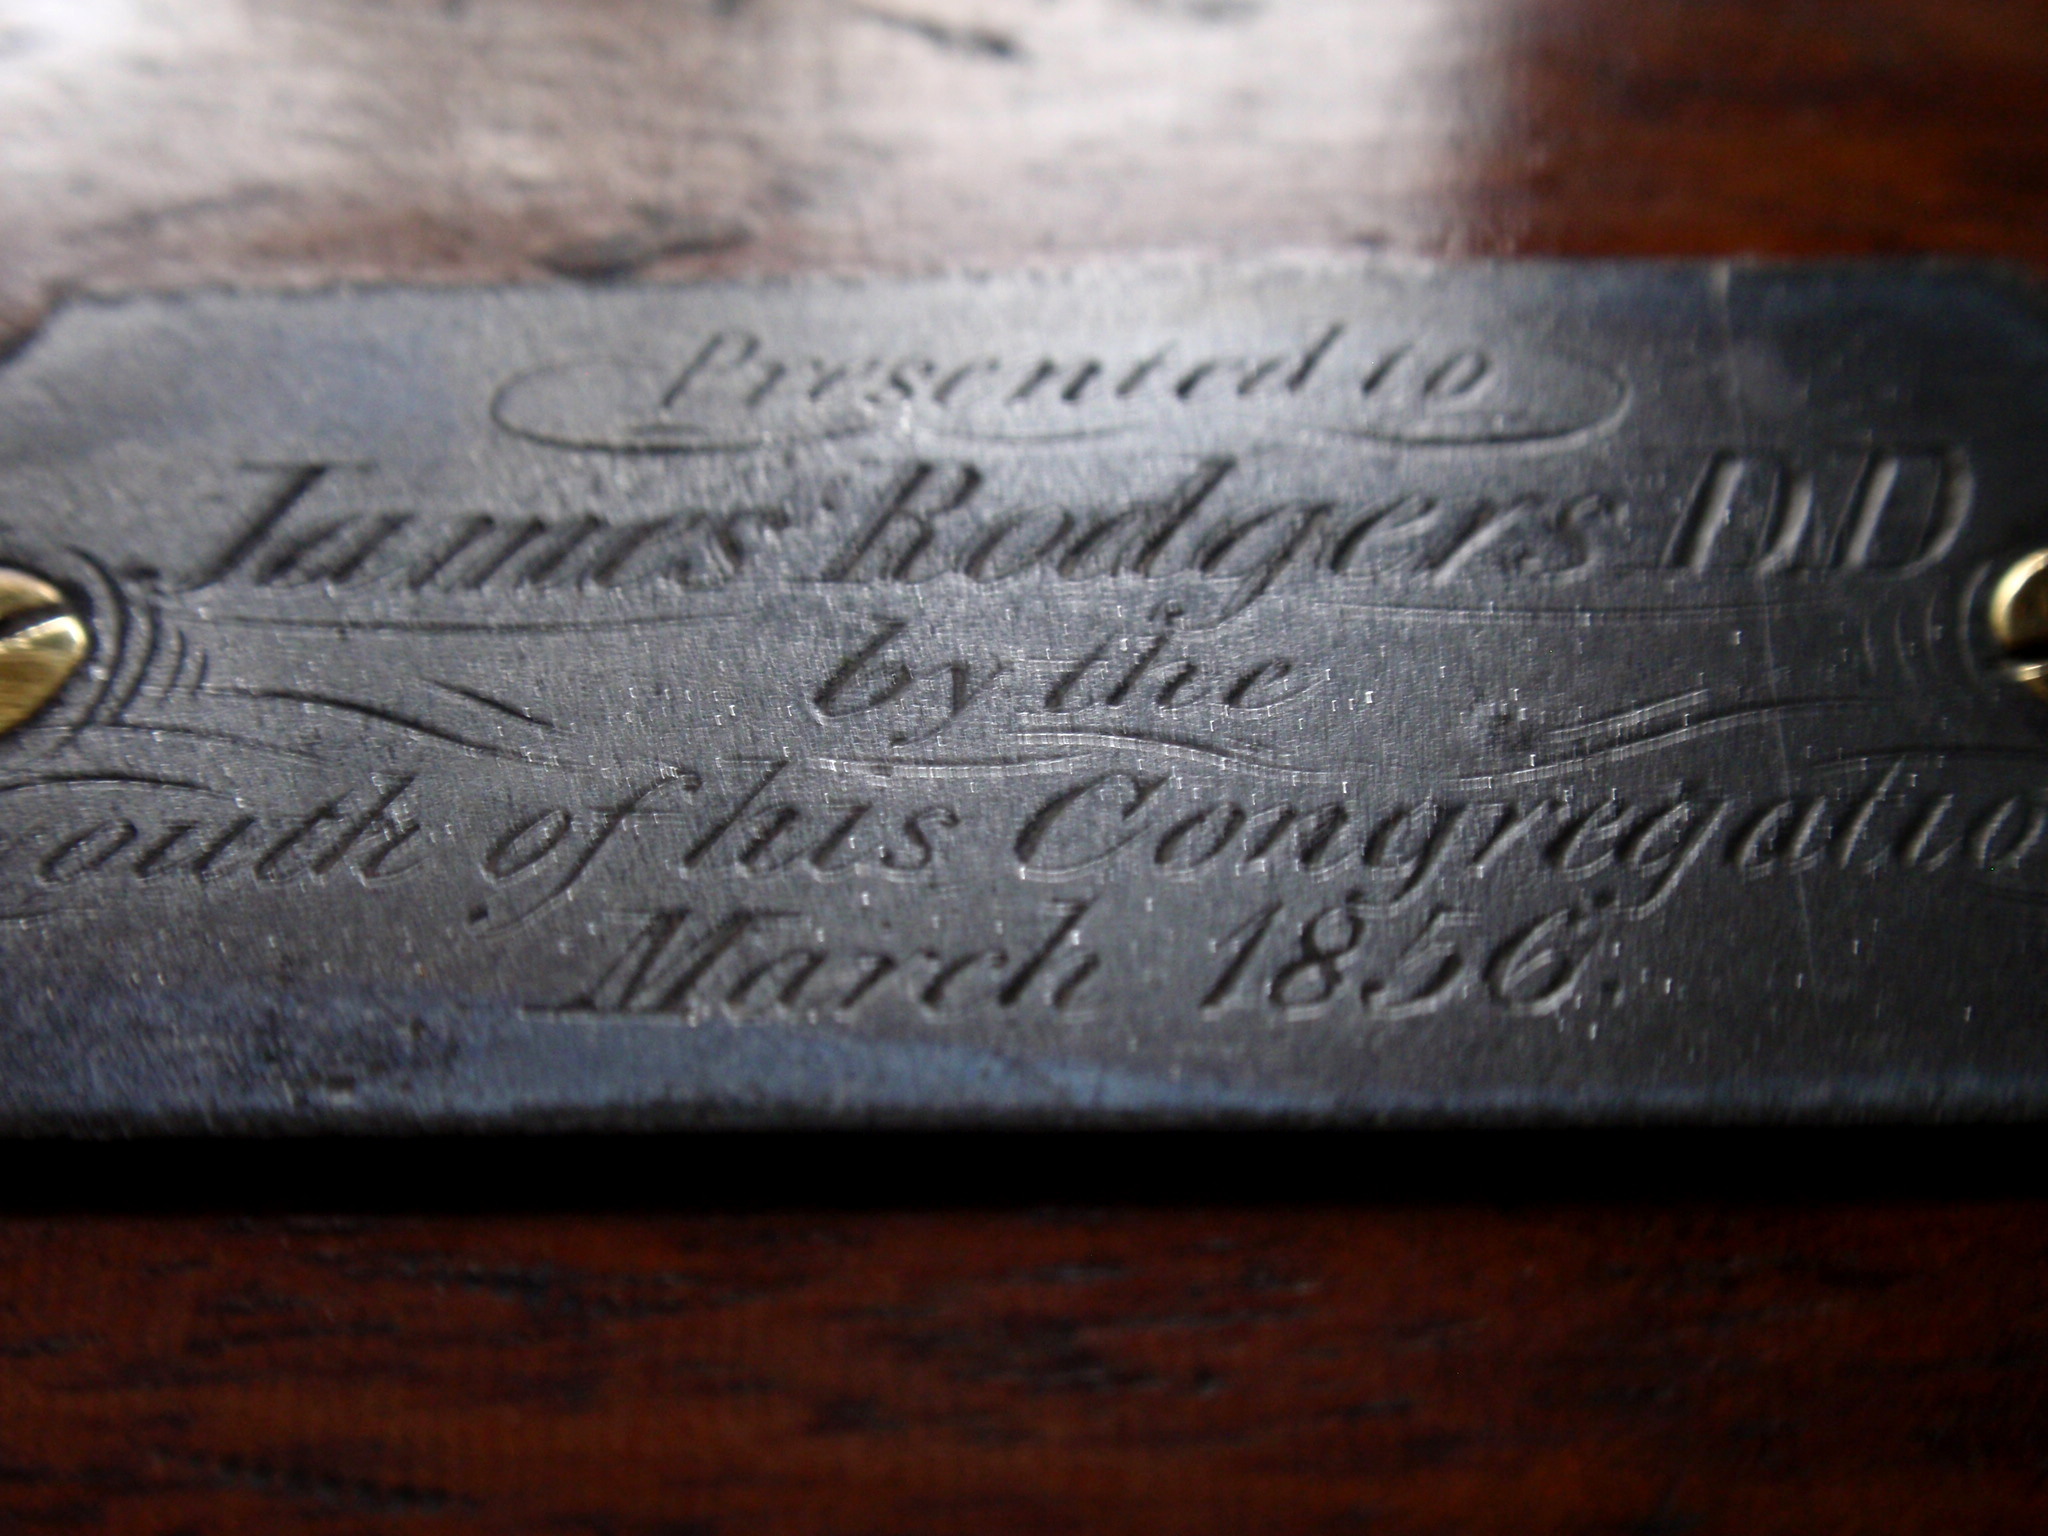 Presented to
James Rodgers DD
by the
outh of his Congregatio
March 1856.